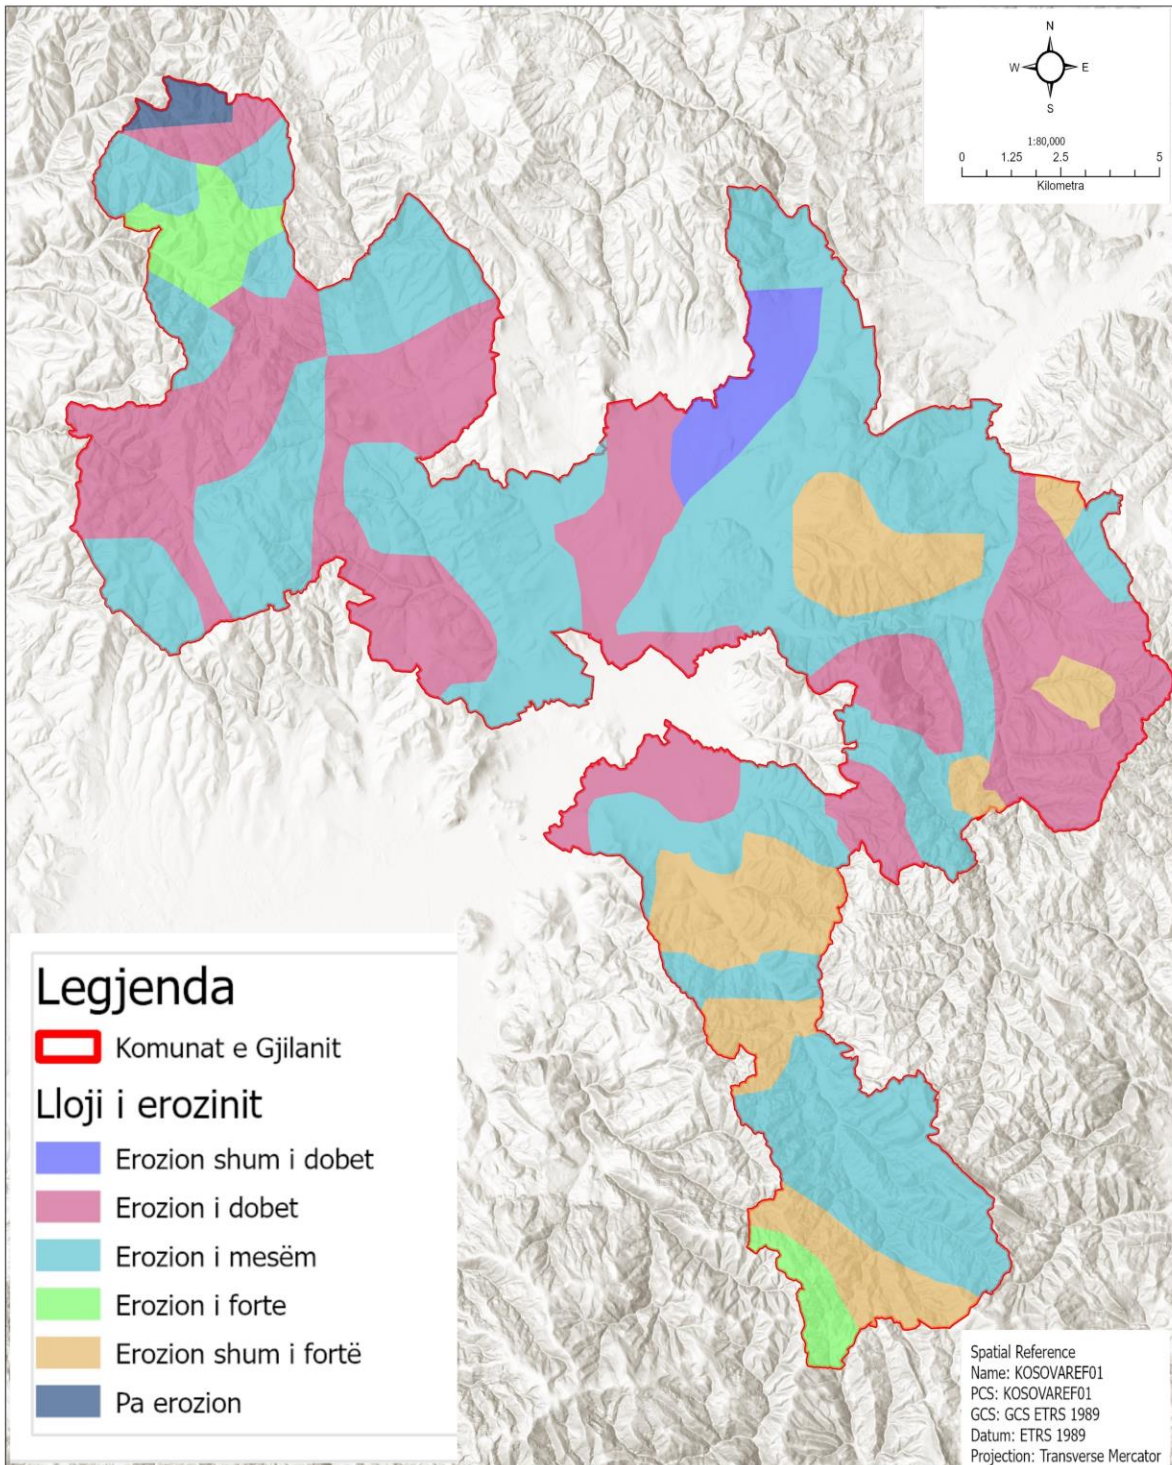 N
W E
S
1:80,000
0 1.25 2.5 5
Kilometra
Legjenda
Komunat e Gjilanit
Lloji i erozinit
Erozion shum i dobet
Erozion i dobet
Erozion i mesëm
Erozion i forte
Erozion shum i fortë
Pa erozion
Spatial Reference
Name: KOSOVAREF01
PCS: KOSOVAREF01
GCS: GCS ETRS 1989
Datum: ETRS 1989
Projection: Transverse Mercator